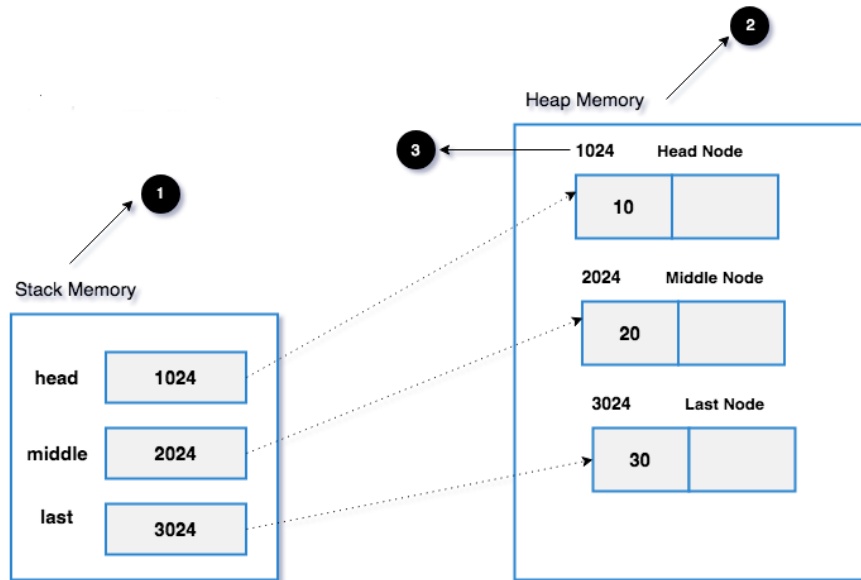 2
Heap Memory
3
1024 Head Node
10
1
2024 Middle Node
Stack Memory
20
head 1024
3024 Last Node
middle 2024
30
last
3024